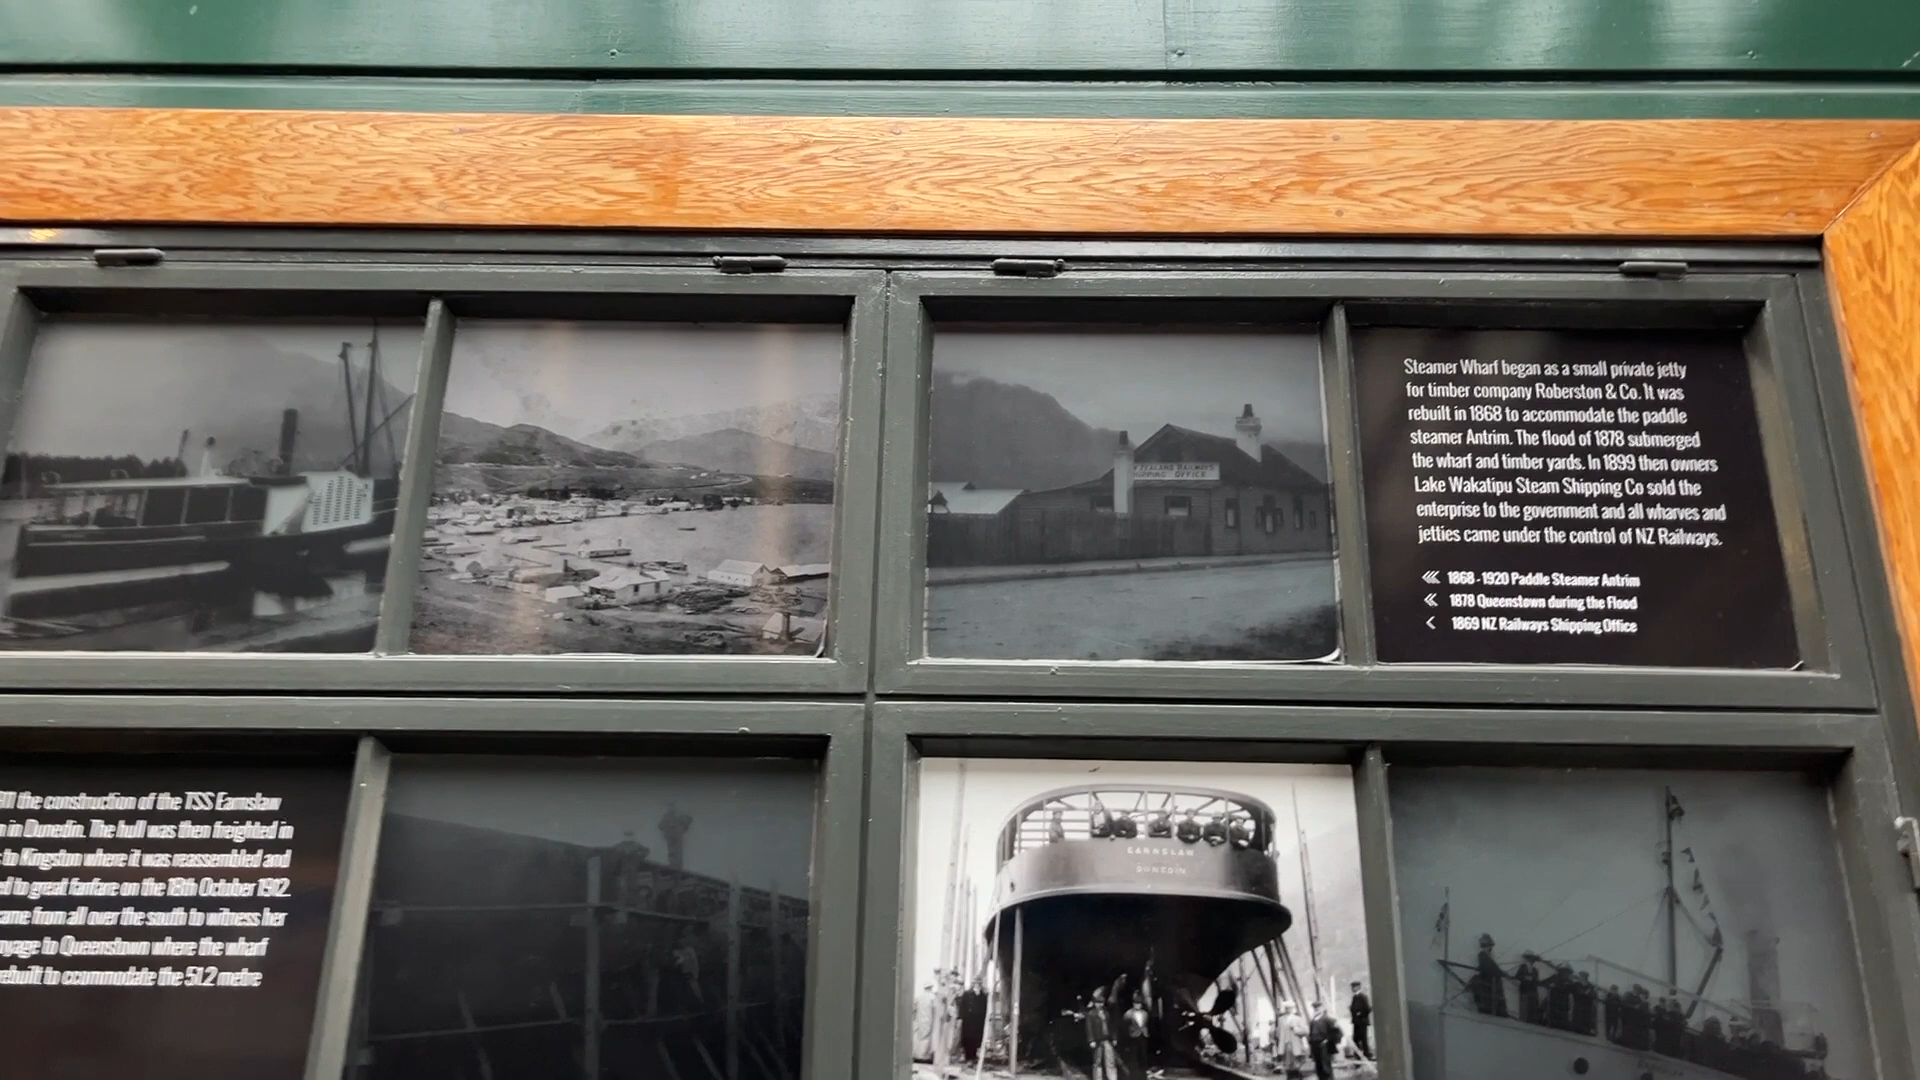 ZEALAND RAILWAYS
SHIPPING OFFICE
Steamer Wharf began as a small private jetty
for timber company Roberston & Co. It was
rebuilt in 1868 to accommodate the paddle
steamer Antrim. The flood of 1878 submerged
the wharf and timber yards. In 1899 then owners
Lake Wakatipu Steam Shipping Co sold the
enterprise to the government and all wharves and
jetties came under the control of NZ Railways.
1868-1920 Paddle Steamer Antrim
1878 Queenstown during the Flood
1869 NZ Railways Shipping Office
the construction of the TSS Earnslaw
in Dunedin. The hull was then freighted in
to Kingston where it was reassembled and
to great fanfare on the 18th October 1912.
from all over the south to witness her
to Queenstown where the wharf
to ccommodate the 51.2 metre
EARNSLAW
DUNEDIN